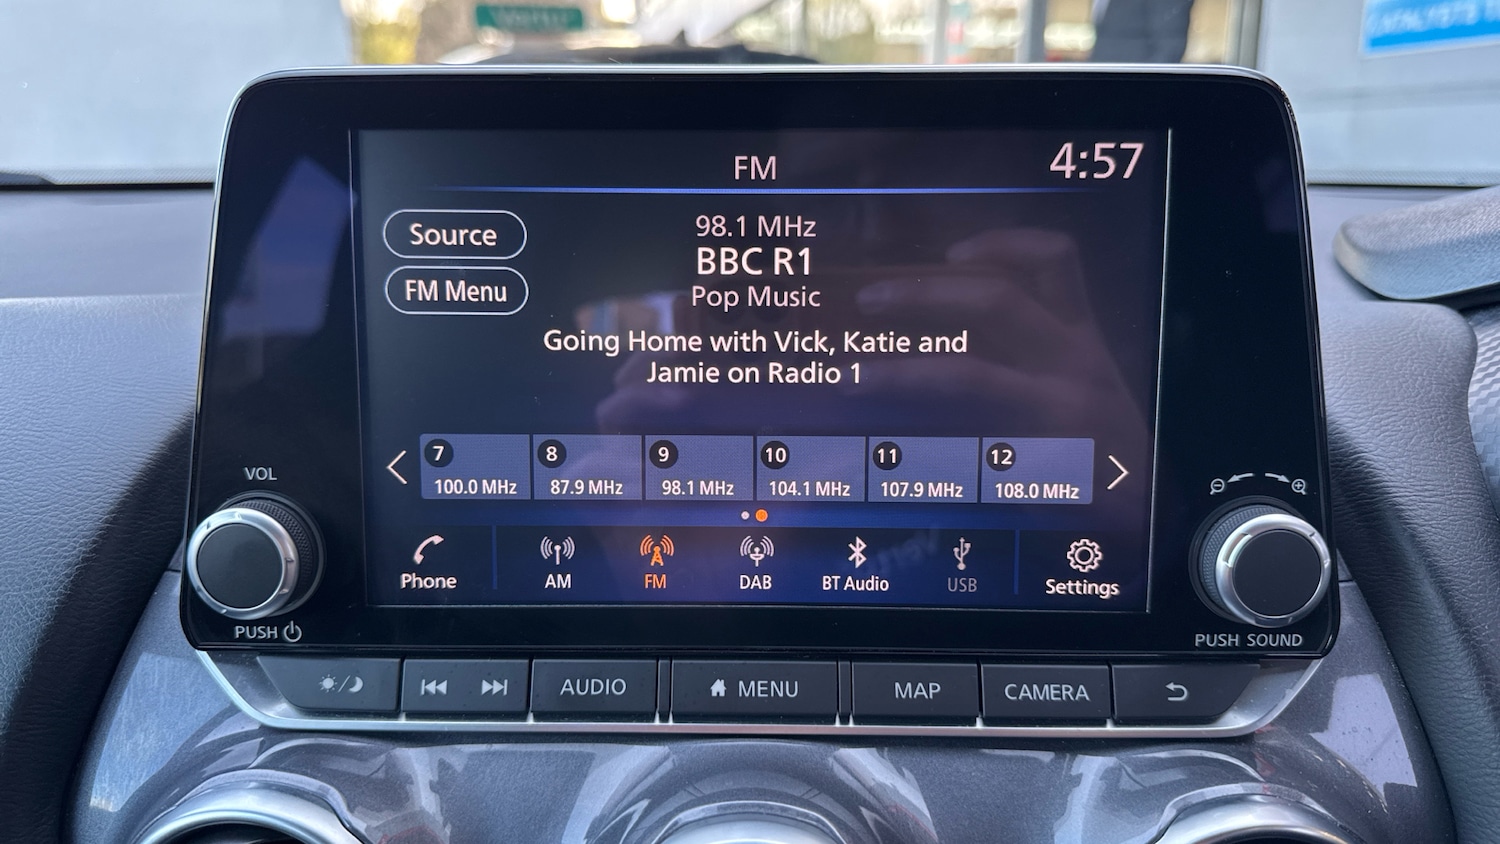 FM
4:57
Source
FM Menu
98.1 MHz
BBC R1
Pop Music
Going Home with Vick, Katie and
Jamie on Radio 1
7
100.0 MHz
8
87.9 MHz
9
98.1 MHz
10
104.1 MHz
11
107.9 MHz
12
108.0 MHz
Phone
AM
FM
DAB
BT Audio
USB
Settings
VOL
PUSH
PUSH SOUND
AUDIO
MENU
MAP
CAMERA